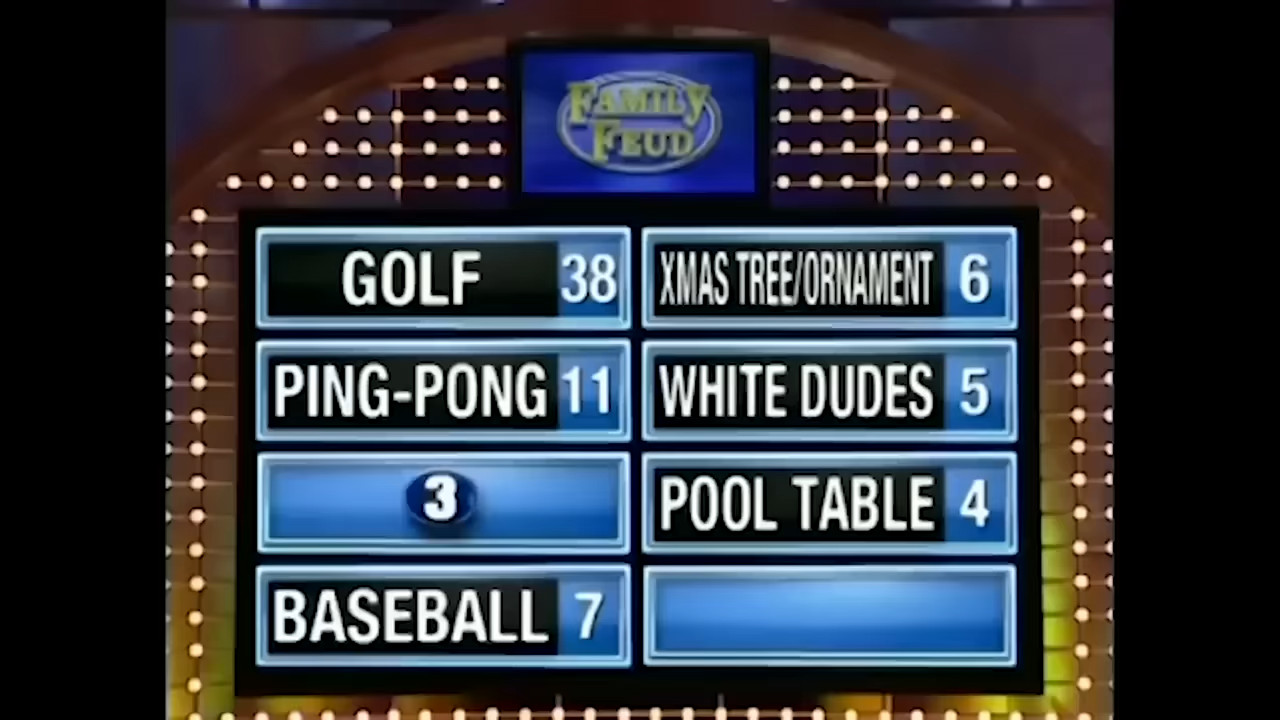 FAMILY
FEUD
GOLF 38
PING-PONG 11
3
BASEBALL 7
XMAS TREE/ORNAMENT 6
WHITE DUDES 5
POOL TABLE 4